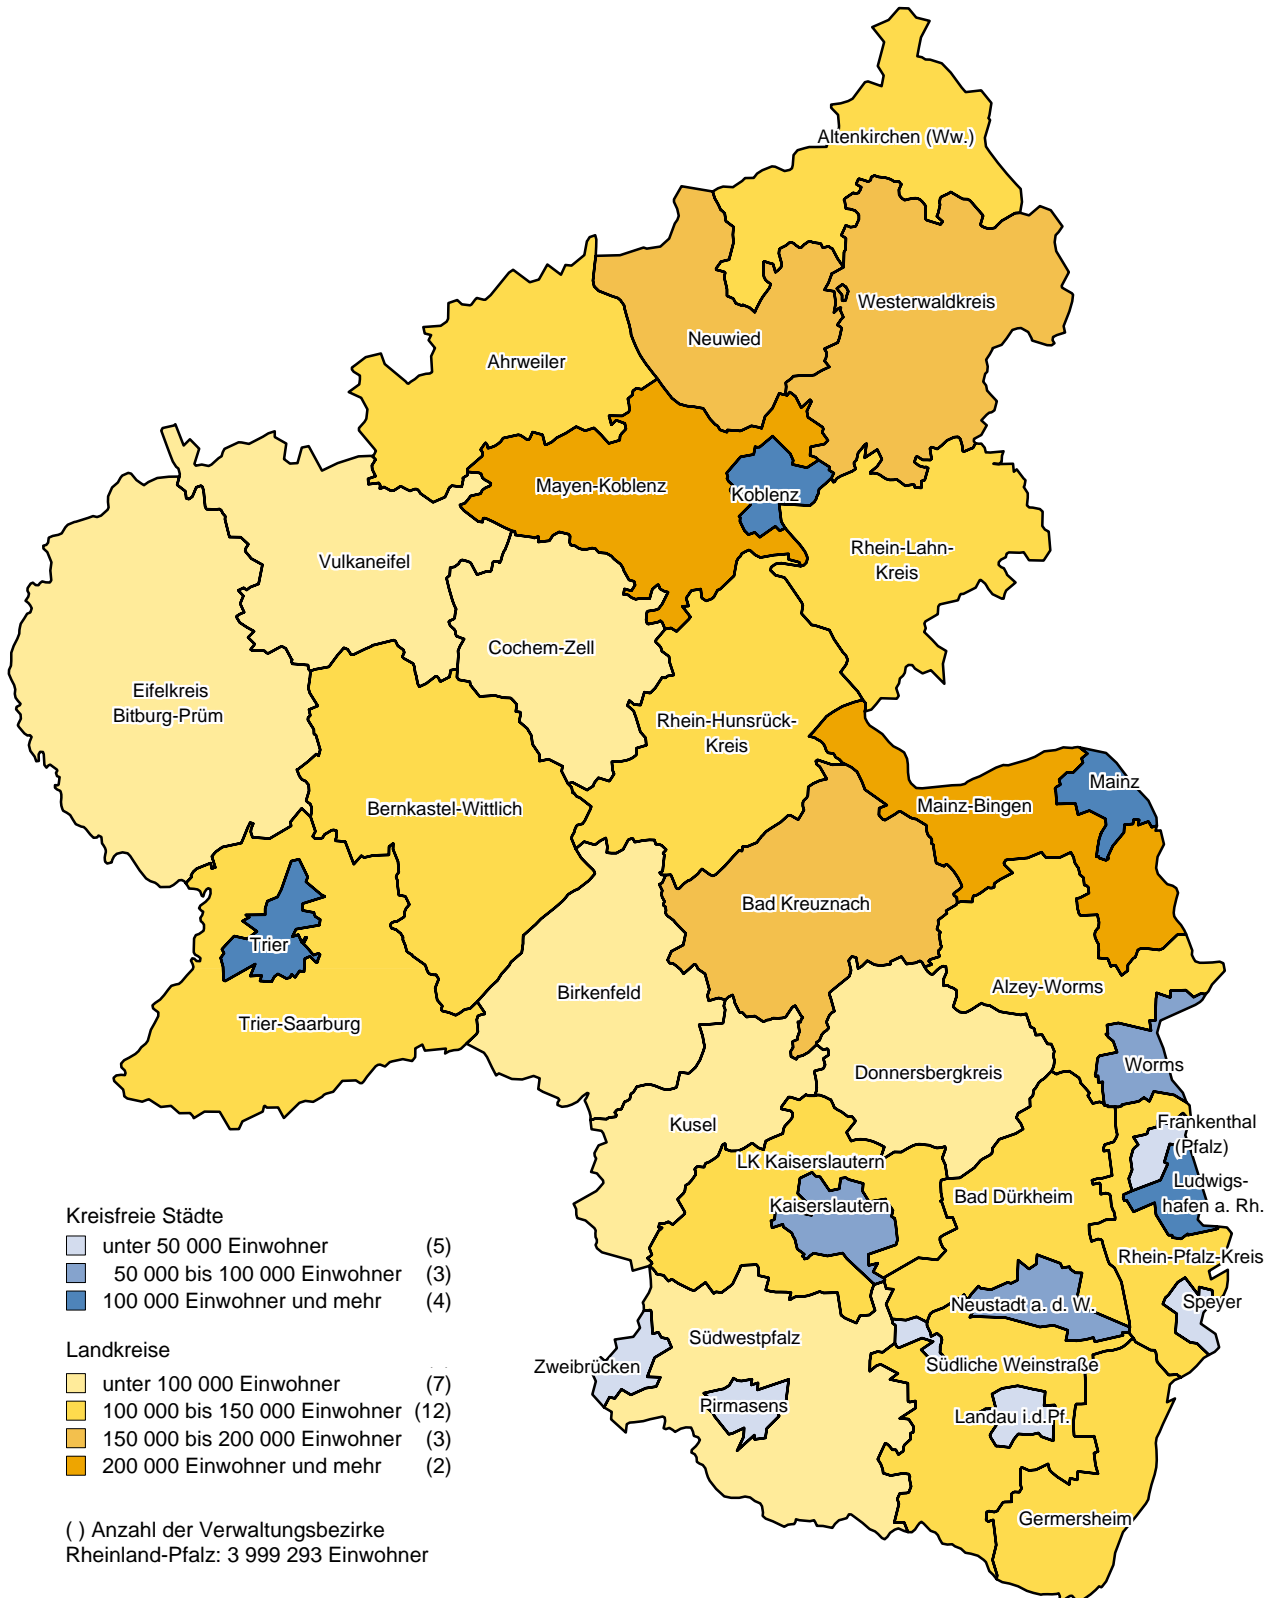 Altenkirchen (Ww.)
Westerwaldkreis
Neuwied
Ahrweiler
Mayen-Koblenz
Koblenz
Rhein-Lahn-
Kreis
Vulkaneifel
Cochem-Zell
Eifelkreis
Bitburg-Prüm
Rhein-Hunsrück-
Kreis
Mainz
Mainz-Bingen
Bernkastel-Wittlich
Bad Kreuznach
Trier
Alzey-Worms
Birkenfeld
Trier-Saarburg
Worms
Donnersbergkreis
Kusel
Frankenthal
(Pfalz)
LK Kaiserslautern
Ludwigs-
hafen a. Rh.
Bad Dürkheim
Kaiserslautern
Rhein-Pfalz-Kreis
Speyer
Neustadt a. d. W.
Südwestpfalz
Zweibrücken
Südliche Weinstraße
Pirmasens
Landau i.d.Pf.
Germersheim
Kreisfreie Städte
unter 50 000 Einwohner (5)
50 000 bis 100 000 Einwohner (3)
100 000 Einwohner und mehr (4)
Landkreise
unter 100 000 Einwohner (7)
100 000 bis 150 000 Einwohner (12)
150 000 bis 200 000 Einwohner (3)
200 000 Einwohner und mehr (2)
( ) Anzahl der Verwaltungsbezirke
Rheinland-Pfalz: 3 999 293 Einwohner